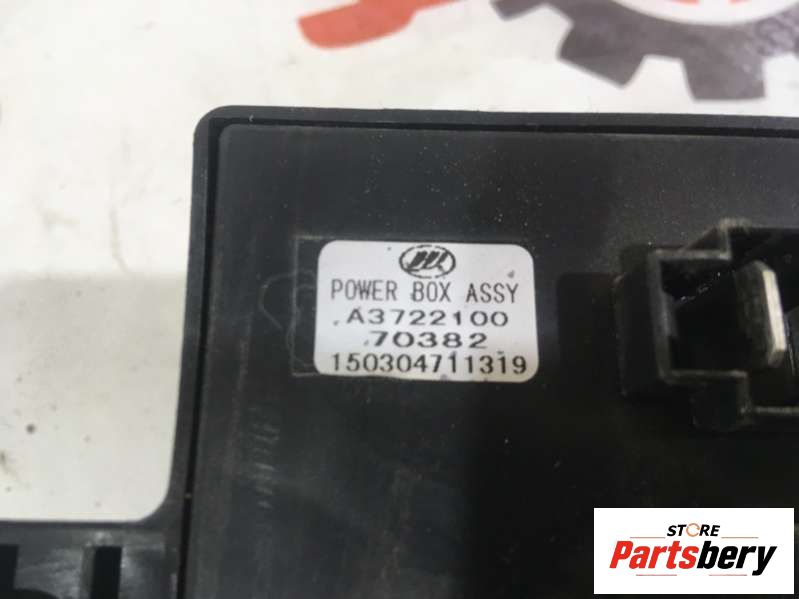 POWER BOX ASSY
A3722100
70382
150304711319
STORE
Partsbery